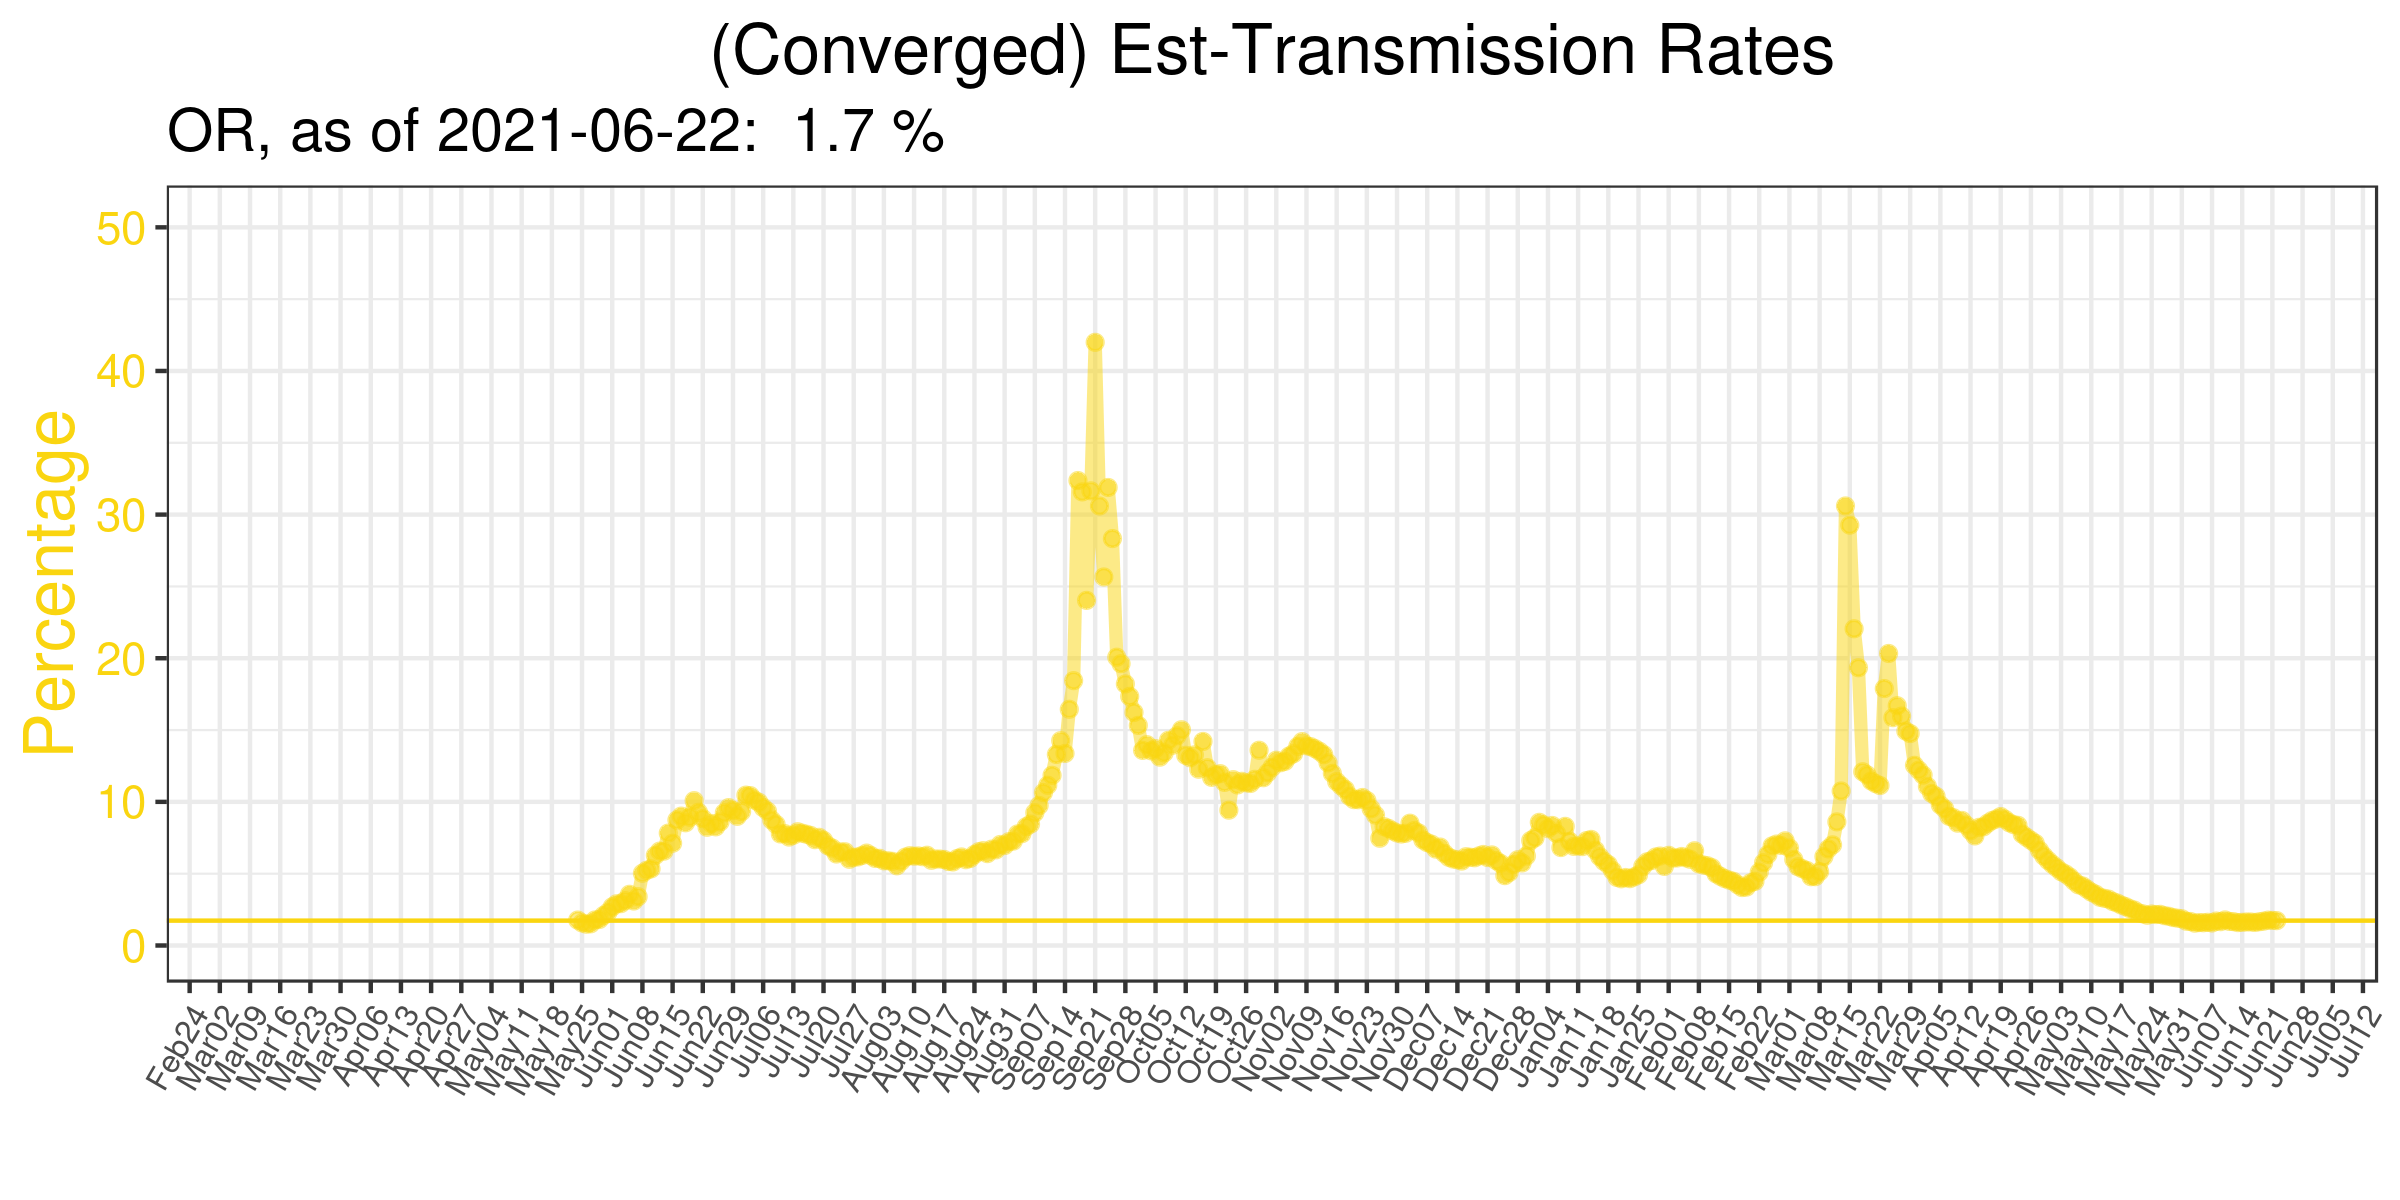 (Converged) Est-Transmission Rates
OR, as of 2021-06-22: 1.7 %
Percentage
50
40
30
20
10
0
Feb24
Mar02
Mar09
Mar16
Mar23
Mar30
Apr06
Apr13
Apr20
Apr27
May04
May11
May18
May25
Jun01
Jun08
Jun15
Jun22
Jun29
Jul06
Jul13
Jul20
Jul27
Aug03
Aug10
Aug17
Aug24
Aug31
Sep07
Sep14
Sep21
Sep28
Oct05
Oct12
Oct19
Oct26
Nov02
Nov09
Nov16
Nov23
Nov30
Dec07
Dec14
Dec21
Dec28
Jan04
Jan11
Jan18
Jan25
Feb01
Feb08
Feb15
Feb22
Mar01
Mar08
Mar15
Mar22
Mar29
Apr05
Apr12
Apr19
Apr26
May03
May10
May17
May24
May31
Jun07
Jun14
Jun21
Jun28
Jul05
Jul12